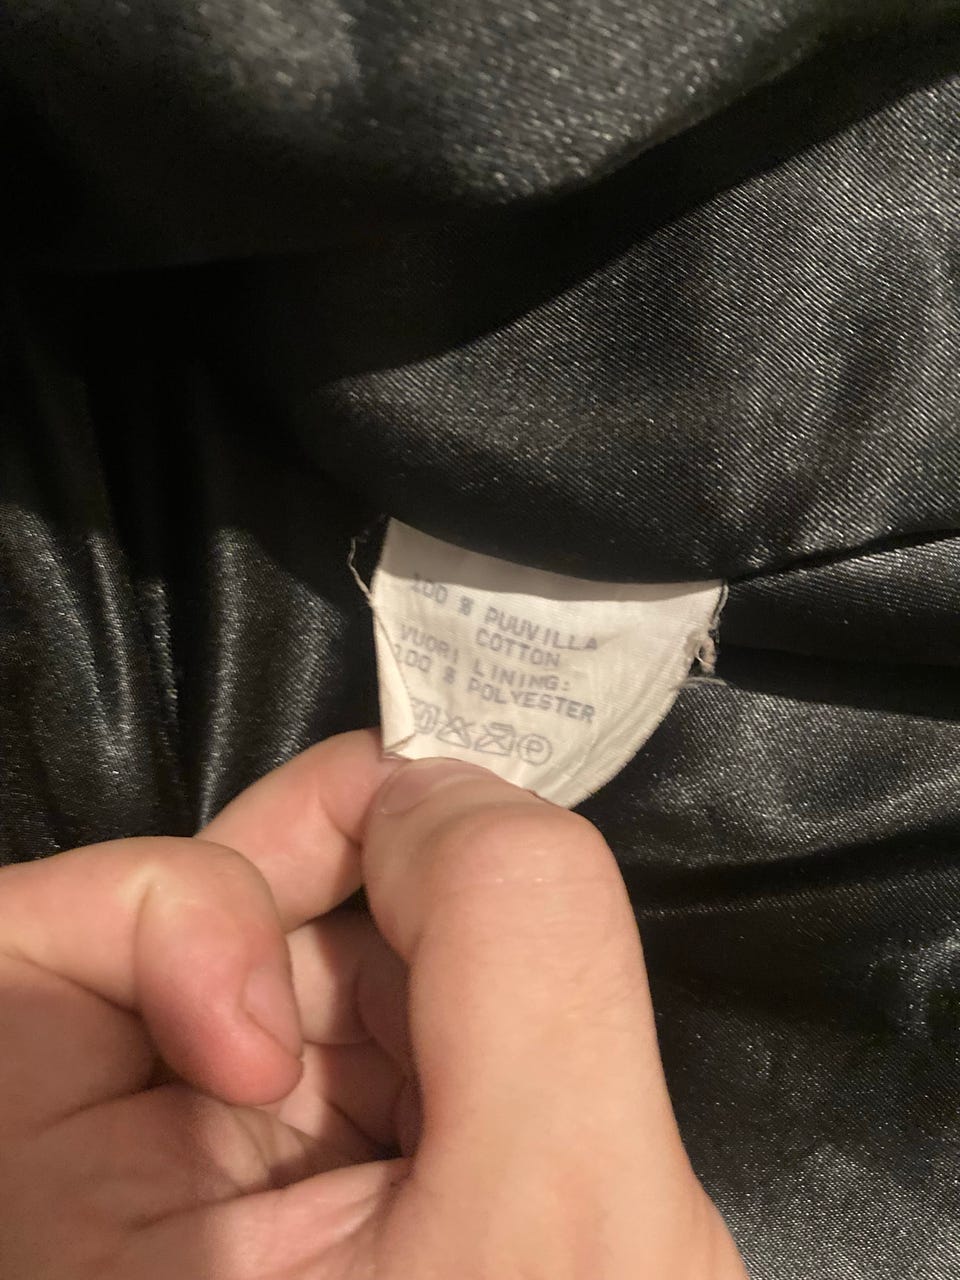 100 % PUUVILLA
COTTON
VUORI LINING:
100 % POLYESTER
P